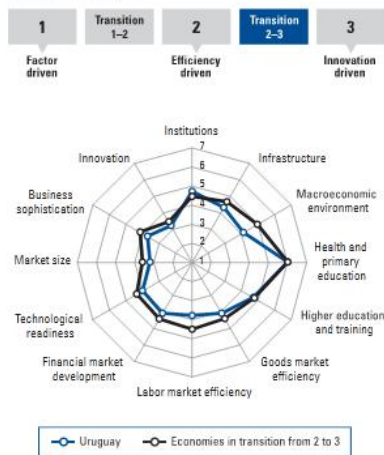 1
Transition
1–2
2
Transition
2–3
3
Factor
driven
Efficiency
driven
Innovation
driven
Institutions
Innovation
Infrastructure
Business
sophistication
Macroeconomic
environment
Market size
Health and
primary
education
Technological
readiness
Higher education
and training
Financial market
development
Goods market
efficiency
Labor market efficiency
7
6
5
4
3
2
1
Uruguay
Economies in transition from 2 to 3